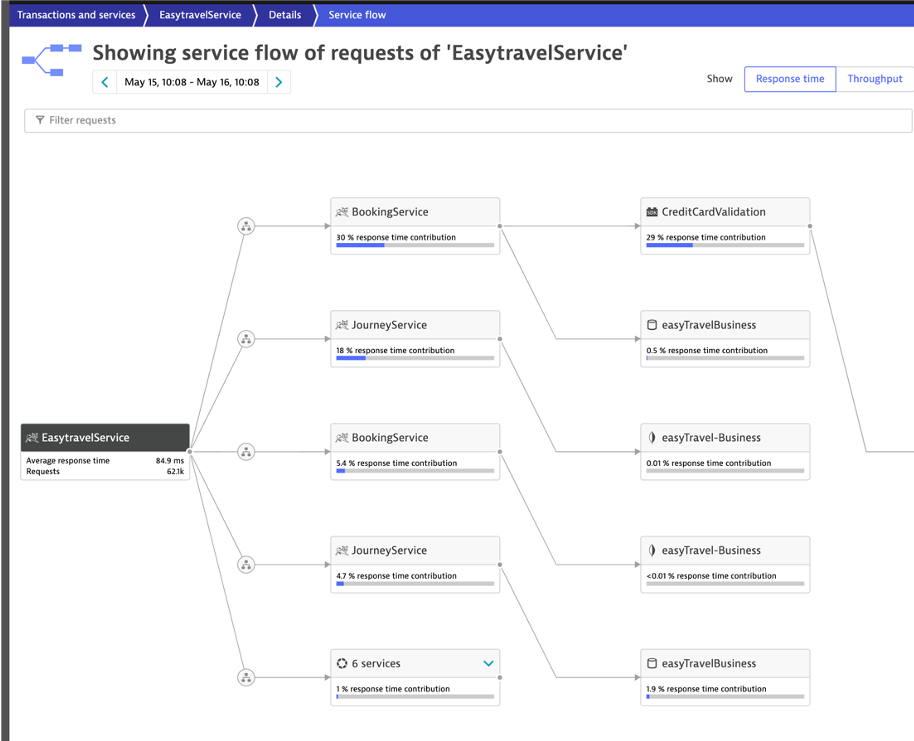 Transactions and services
EasytravelService
Details
Service flow
Showing service flow of requests of 'EasytravelService'
May 15, 10:08 - May 16, 10:08
Show
Response time
Throughput
Filter requests
BookingService
30 % response time contribution
CreditCardValidation
29 % response time contribution
JourneyService
18 % response time contribution
easyTravelBusiness
0.5 % response time contribution
EasytravelService
Average response time 84.9 ms
Requests 62.1k
BookingService
5.4 % response time contribution
easyTravel-Business
0.01 % response time contribution
JourneyService
4.7 % response time contribution
easyTravel-Business
<0.01 % response time contribution
6 services
1 % response time contribution
easyTravelBusiness
1.9 % response time contribution